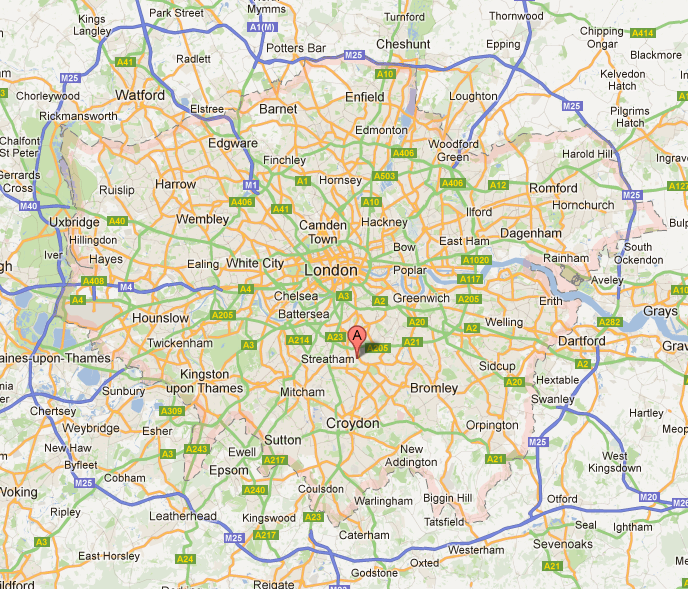 Kings
Langley
Park Street
Mymms
A1(M)
Turnford
Thornwood
Chipping
Ongar
A414
Potters Bar
M25
Cheshunt
Epping
Blackmore
M25
A41
Radlett
A10
Kelvedon
Hatch
Chorleywood
Watford
Elstree
Barnet
Enfield
Loughton
M25
Pilgrims
Hatch
Rickmansworth
Edmonton
Chalfont
St Peter
Edgware
Woodford
Green
Finchley
A406
Harold Hill
Ingrave
Gerrards
Cross
Ruislip
Harrow
M1
A1
Hornsey
A503
A406
A12
Romford
M25
A127
M40
Wembley
A406
A41
A10
Hornchurch
Uxbridge
A40
Camden
Town
Hackney
Ilford
Dagenham
Bulp
Hillingdon
Iver
Hayes
Ealing
White City
Bow
East Ham
South
Ockendon
London
Poplar
A1020
Rainham
A408
M4
A4
Chelsea
A3
A2
Greenwich
A117
A205
Aveley
A10
A4
Erith
Hounslow
A205
Battersea
A20
Welling
A282
Grays
Twickenham
A3
A214
A23
A
A205
A21
A2
Dartford
Grav
aines-upon-Thames
Streatham
Sidcup
A2
Kingston
upon Thames
Bromley
A20
Hextable
Sunbury
Mitcham
Swanley
Chertsey
A309
Croydon
Orpington
Hartley
Weybridge
Esher
Sutton
M25
Meop
New Haw
A3
A243
Ewell
A217
New
Addington
A21
West
Kingsdown
Byfleet
Epsom
M25
Cobham
A240
Coulsdon
Biggin Hill
Otford
M20
Woking
Warlingham
M26
Ripley
Leatherhead
Kingswood
A23
Tatsfield
Seal
Ightham
A3
M25
A217
Caterham
Westerham
Sevenoaks
East Horsley
A24
Oxted
A21
Godstone
Reigate